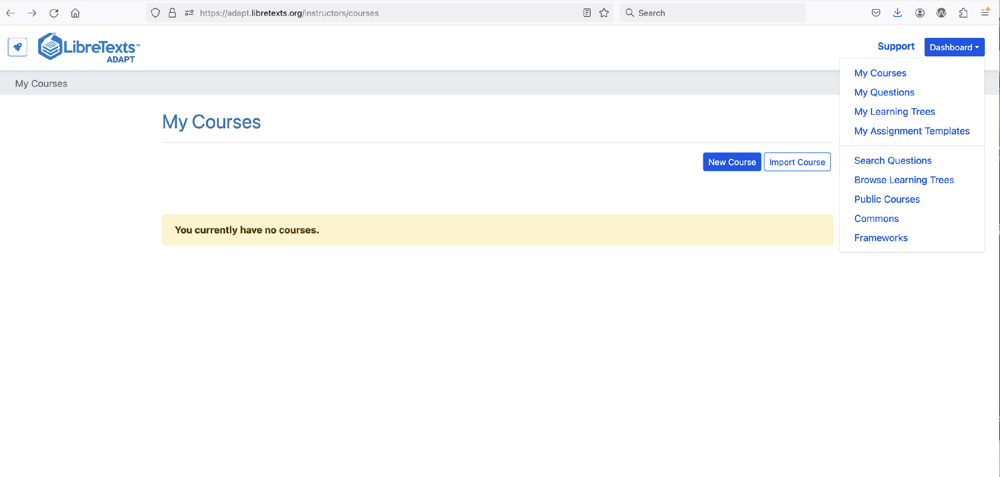 https://adapt.libretexts.org/instructors/courses
Search
LibreTexts™
ADAPT
Support
Dashboard
My Courses
My Courses
New Course
Import Course
You currently have no courses.
My Courses
My Questions
My Learning Trees
My Assignment Templates
Search Questions
Browse Learning Trees
Public Courses
Commons
Frameworks